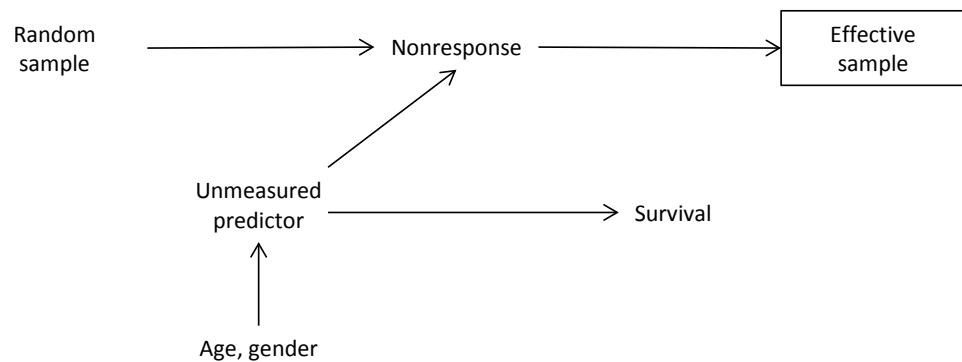 Random
sample
Nonresponse
Effective
sample
Unmeasured
predictor
Survival
Age, gender